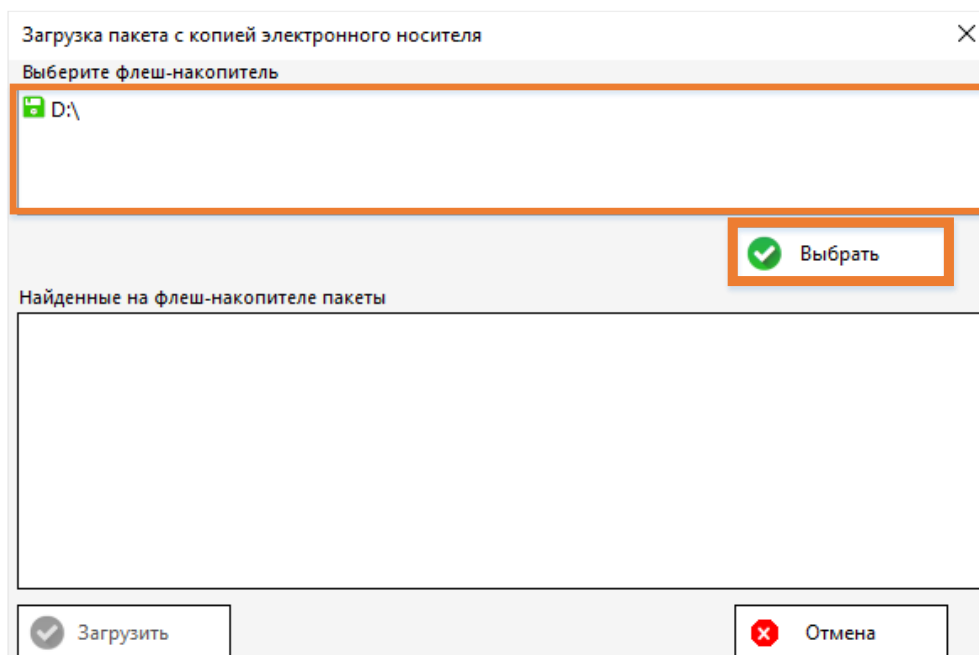 Загрузка пакета с копией электронного носителя
Выберите флеш-накопитель
D:\
Выбрать
Найденные на флеш-накопителе пакеты
Загрузить
Отмена